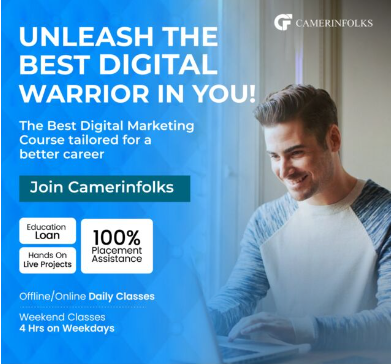 CAMERINFOLKS
UNLEASH THE
BEST DIGITAL
WARRIOR IN YOU!
The Best Digital Marketing
Course tailored for a
better career
Join Camerinfolks
Education
Loan
Hands On
Live Projects
100%
Placement
Assistance
Offline/Online Daily Classes
Weekend Classes
4 Hrs on Weekdays